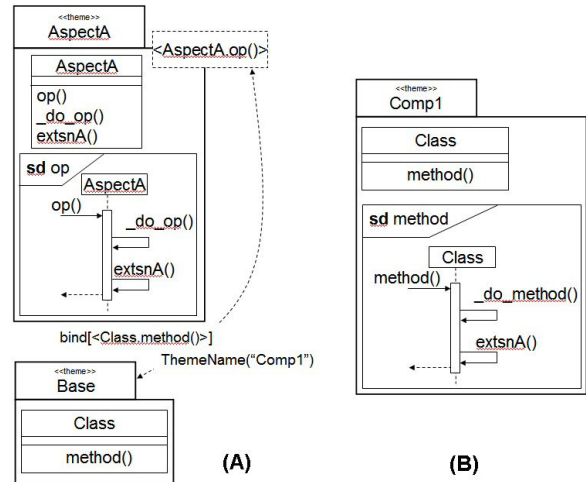 <<theme>>
AspectA
<AspectA.op()>
AspectA
op()
_do_op()
extsnA()
sd op
AspectA
op()
_do_op()
extsnA()
bind[<Class.method()>]
ThemeName(“Comp1”)
<<theme>>
Base
Class
method()
(A)
<<theme>>
Comp1
Class
method()
sd method
Class
method()
_do_method()
extsnA()
(B)